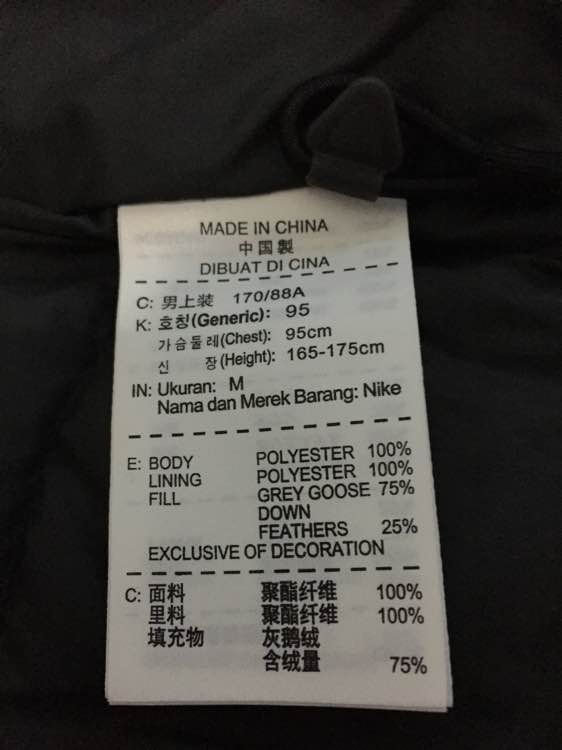 MADE IN CHINA
中国製
DIBUAT DI CINA
C: 男上裝 170/88A
K: 호칭(Generic): 95
가슴둘레(Chest): 95cm
신 장(Height): 165-175cm
IN: Ukuran: M
Nama dan Merek Barang: Nike
E: BODY POLYESTER 100%
LINING POLYESTER 100%
FILL GREY GOOSE 75%
DOWN
FEATHERS 25%
EXCLUSIVE OF DECORATION
C: 面料 聚酯纤维 100%
里料 聚酯纤维 100%
填充物 灰鹅绒
含绒量 75%